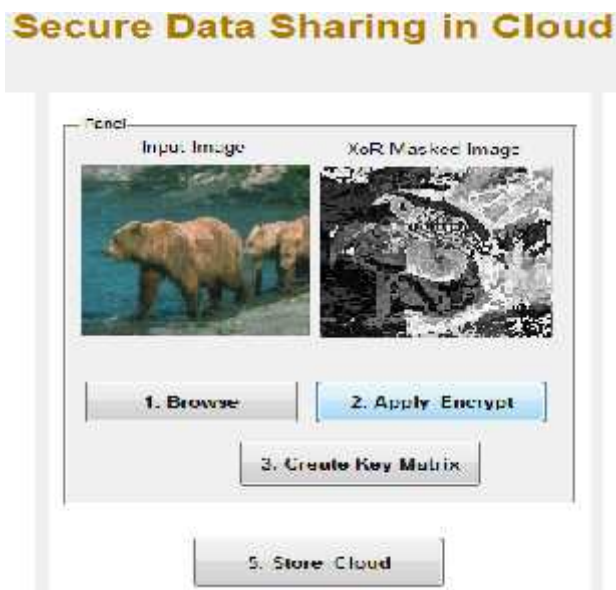 Secure Data Sharing in Cloud
Panel
Input Image
XoR Masked Image
1. Browse
2. Apply Encrypt
3. Create Key Matrix
5. Store Cloud